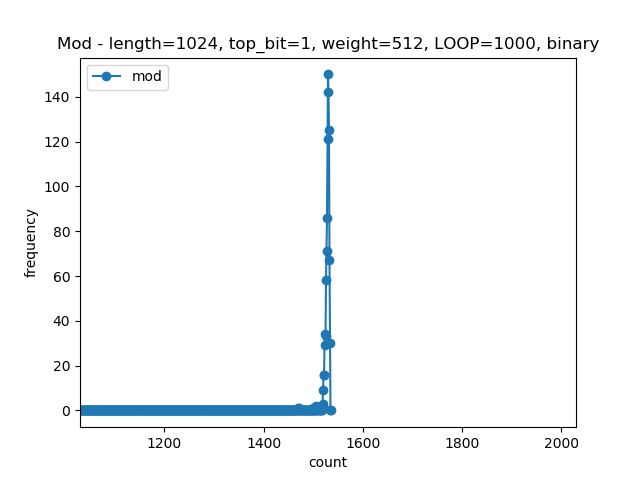 Mod - length=1024, top_bit=1, weight=512, LOOP=1000, binary
mod
140
120
100
80
60
40
20
0
frequency
1200 1400 1600 1800 2000
count